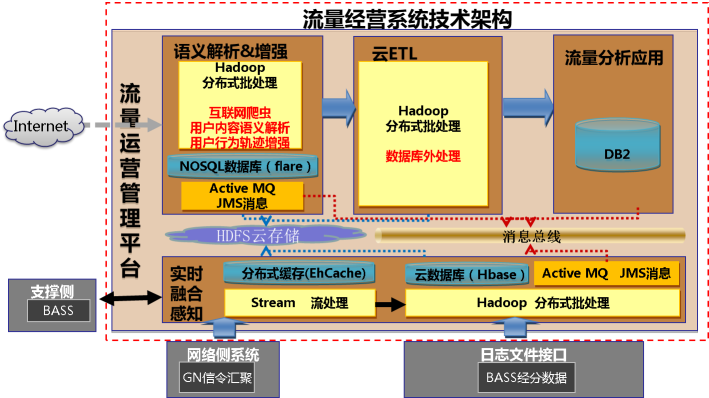 流量经营系统技术架构
流量运营管理平台
语义解析&增强
Hadoop
分布式批处理
互联网爬虫
用户内容语义解析
用户行为轨迹增强
NOSQL数据库（flare）
Active MQ
JMS消息
云ETL
Hadoop
分布式批处理
数据库外处理
流量分析应用
DB2
Internet
HDFS云存储
消息总线
实时
融合
感知
分布式缓存(EhCache)
云数据库（Hbase）
Active MQ JMS消息
Stream 流处理
Hadoop 分布式批处理
支撑侧
BASS
网络侧系统
GN信令汇聚
日志文件接口
BASS经分数据